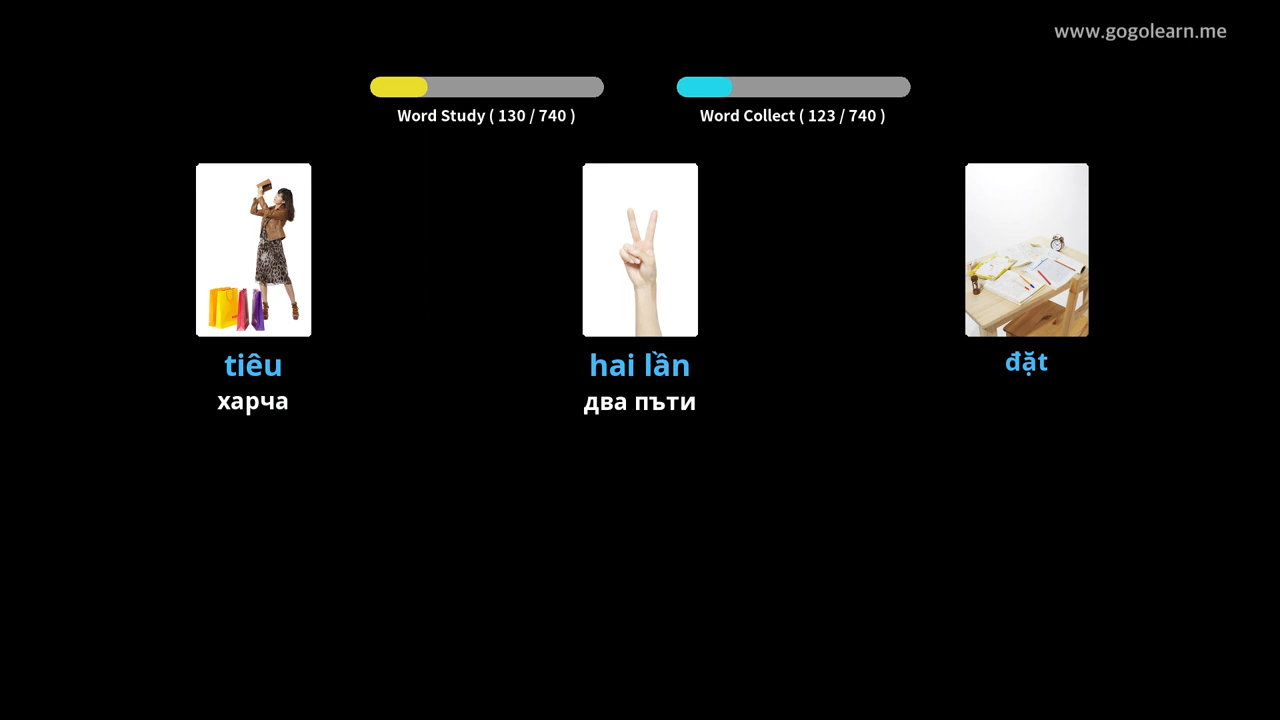 www.gogolearn.me
Word Study ( 130 / 740 )
Word Collect ( 123 / 740 )
tiêu
харча
hai lần
два пъти
đặt